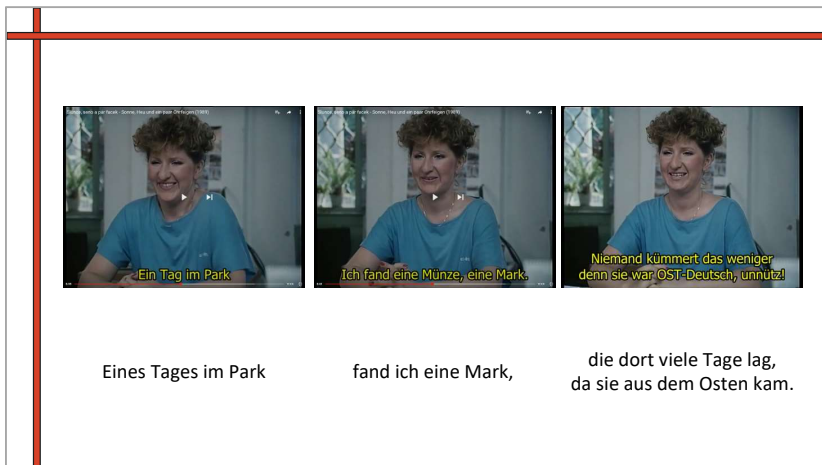 Ein Tag im Park
Ich fand eine Münze, eine Mark.
Niemand kümmert das weniger
denn sie war OST-Deutsch, unnütz!
Eines Tages im Park
fand ich eine Mark,
die dort viele Tage lag,
da sie aus dem Osten kam.